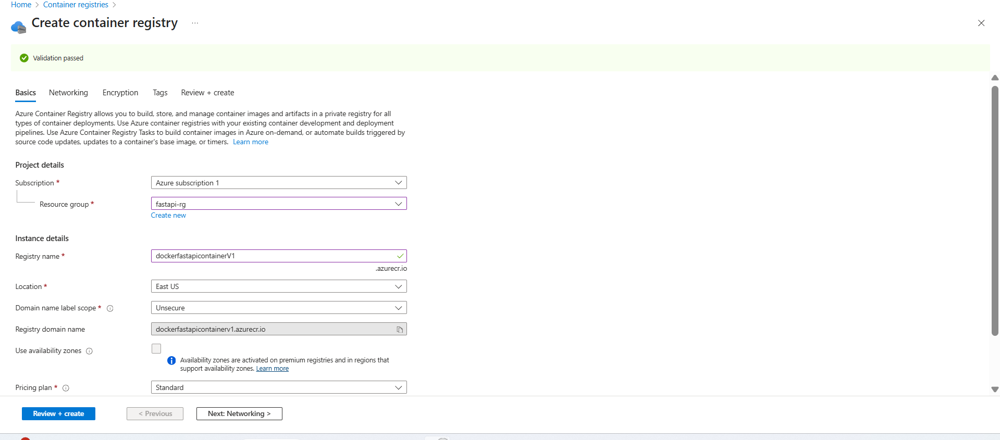 Home > Container registries >
Create container registry ...
Validation passed
Basics Networking Encryption Tags Review + create
Azure Container Registry allows you to build, store, and manage container images and artifacts in a private registry for all
types of container deployments. Use Azure container registries with your existing container development and deployment
pipelines. Use Azure Container Registry Tasks to build container images in Azure on-demand, or automate builds triggered by
source code updates, updates to a container's base image, or timers. Learn more
Project details
Subscription * Azure subscription 1
Resource group * fastapi-rg
Create new
Instance details
Registry name * dockerfastapicontainerV1
.azurecr.io
Location * East US
Domain name label scope * Unsecure
Registry domain name dockerfastapicontainerv1.azurecr.io
Use availability zones
Availability zones are activated on premium registries and in regions that
support availability zones. Learn more
Pricing plan * Standard
Review + create < Previous Next: Networking >